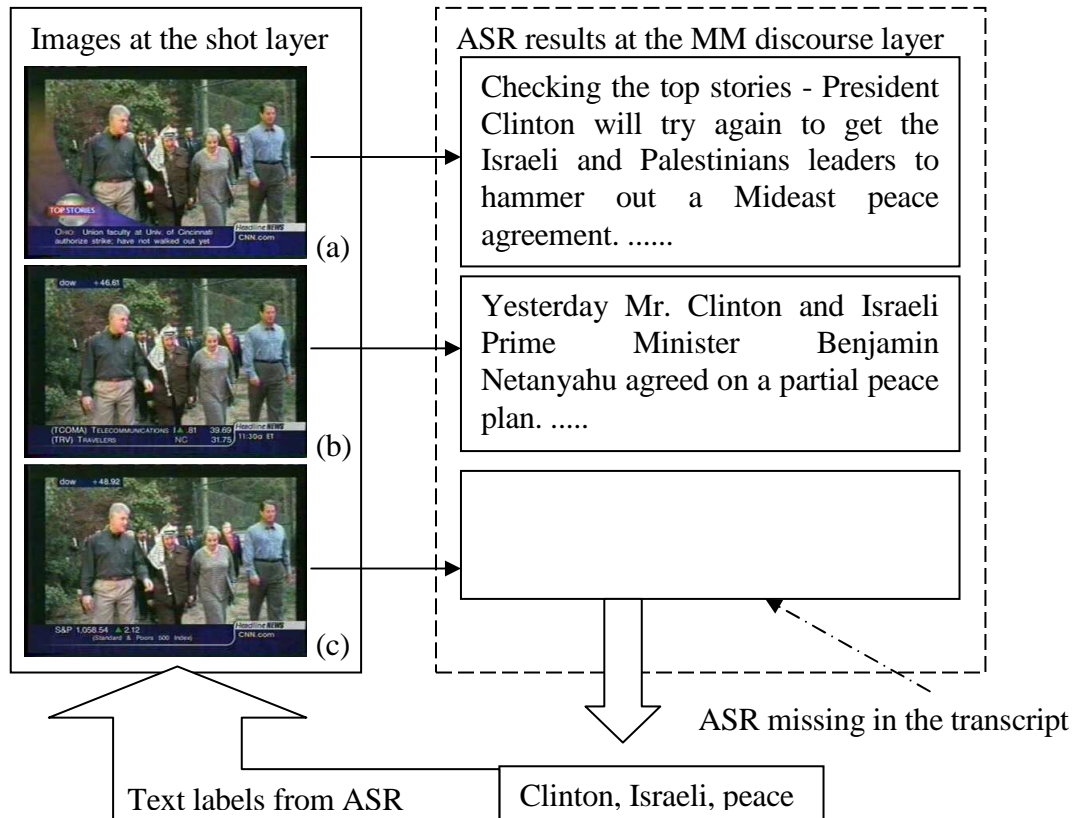 Images at the shot layer
TOP STORIES
OHIO: Union faculty at Univ. of Cincinnati
authorize strike; have not walked out yet
Headline NEWS
CNN.com
(a)
dow +46.61
(TCOMA) TELECOMMUNICATIONS I ▲ .81 39.69
(TRV) TRAVELERS NC 31.75
Headline NEWS
11:30a ET
(b)
dow +48.92
S&P 1,058.54 ▲ 2.12
(Standard & Poors 500 Index)
Headline NEWS
CNN.com
(c)
ASR results at the MM discourse layer
Checking the top stories - President
Clinton will try again to get the
Israeli and Palestinians leaders to
hammer out a Mideast peace
agreement. ......
Yesterday Mr. Clinton and Israeli
Prime Minister Benjamin
Netanyahu agreed on a partial peace
plan. .....
ASR missing in the transcript
Text labels from ASR
Clinton, Israeli, peace